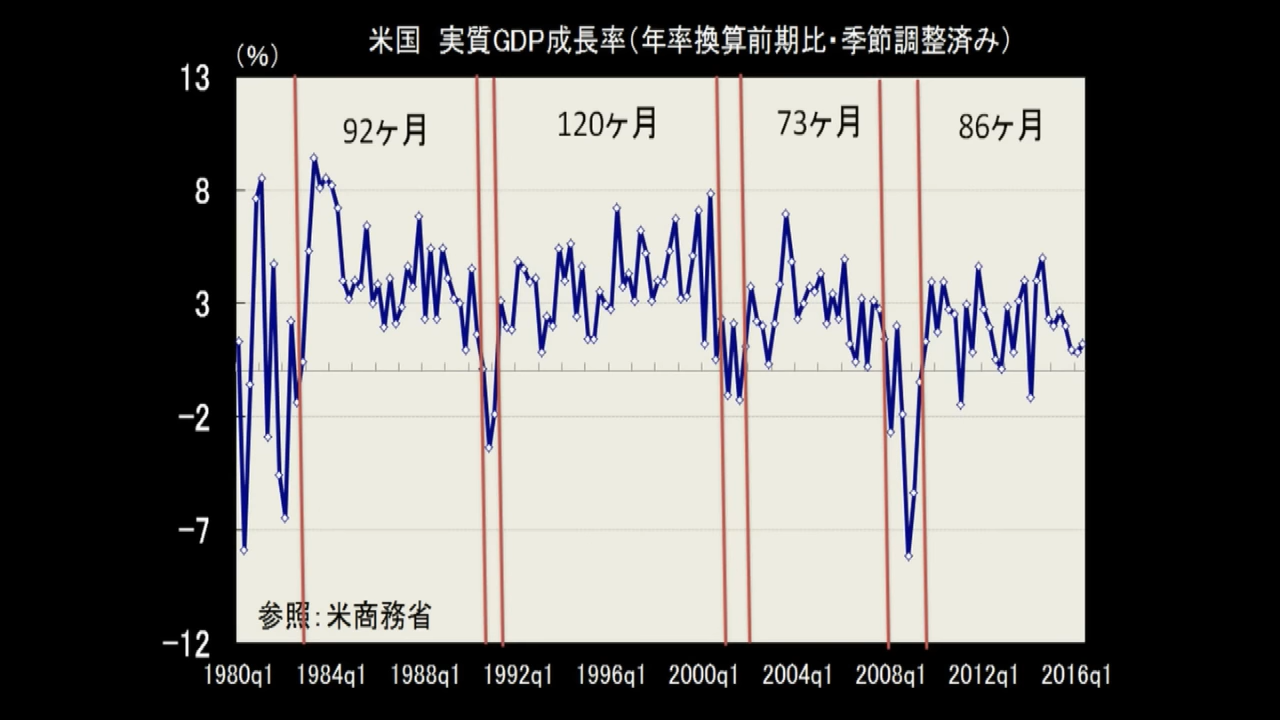 米国 実質GDP成長率(年率換算前期比・季節調整済み)
(%)
13
8
3
-2
-7
-12
92ヶ月
120ヶ月
73ヶ月
86ヶ月
参照:米商務省
1980q1
1984q1
1988q1
1992q1
1996q1
2000q1
2004q1
2008q1
2012q1
2016q1